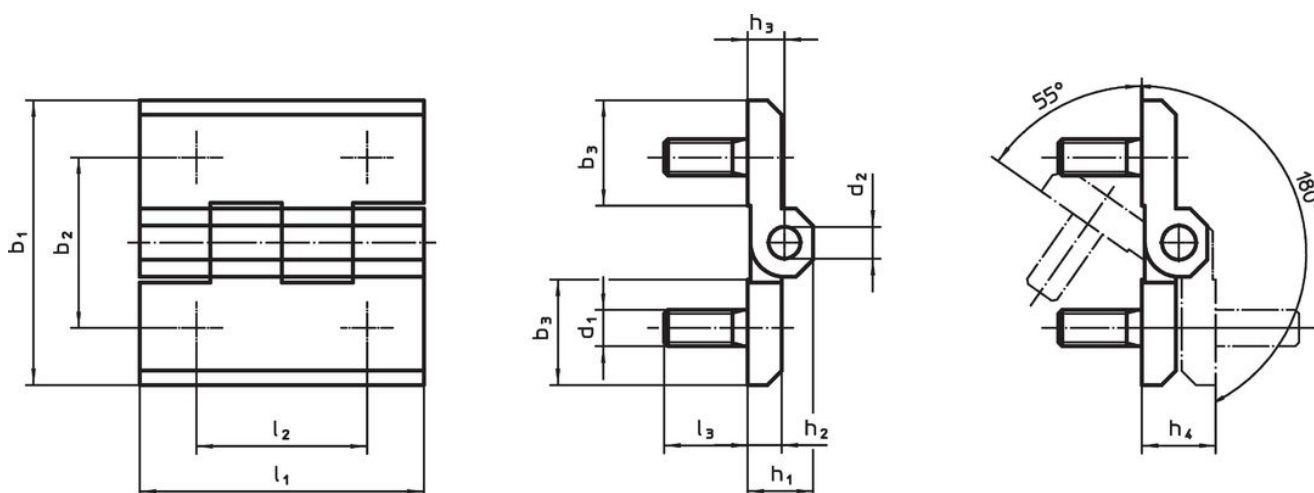 b₁
b₂
l₂
l₁
h₃
b₃
d₂
b₃
d₁
l₃
h₂
h₁
55°
180
h₄